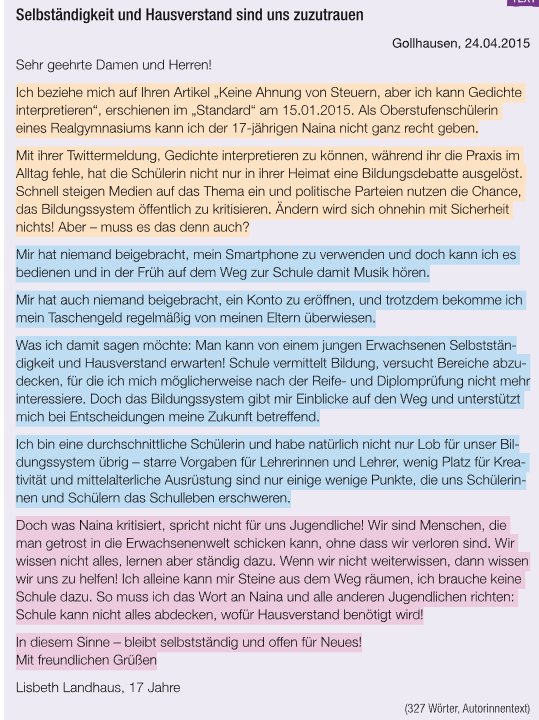 TEXT
Selbständigkeit und Hausverstand sind uns zuzutrauen
Gollhausen, 24.04.2015
Sehr geehrte Damen und Herren!
Ich beziehe mich auf Ihren Artikel „Keine Ahnung von Steuern, aber ich kann Gedichte
interpretieren“, erschienen im „Standard“ am 15.01.2015. Als Oberstufenschülerin
eines Realgymnasiums kann ich der 17-jährigen Naina nicht ganz recht geben.
Mit ihrer Twittermeldung, Gedichte interpretieren zu können, während ihr die Praxis im
Alltag fehle, hat die Schülerin nicht nur in ihrer Heimat eine Bildungsdebatte ausgelöst.
Schnell steigen Medien auf das Thema ein und politische Parteien nutzen die Chance,
das Bildungssystem öffentlich zu kritisieren. Ändern wird sich ohnehin mit Sicherheit
nichts! Aber – muss es das denn auch?
Mir hat niemand beigebracht, mein Smartphone zu verwenden und doch kann ich es
bedienen und in der Früh auf dem Weg zur Schule damit Musik hören.
Mir hat auch niemand beigebracht, ein Konto zu eröffnen, und trotzdem bekomme ich
mein Taschengeld regelmäßig von meinen Eltern überwiesen.
Was ich damit sagen möchte: Man kann von einem jungen Erwachsenen Selbststän-
digkeit und Hausverstand erwarten! Schule vermittelt Bildung, versucht Bereiche abzu-
decken, für die ich mich möglicherweise nach der Reife- und Diplomprüfung nicht mehr
interessiere. Doch das Bildungssystem gibt mir Einblicke auf den Weg und unterstützt
mich bei Entscheidungen meine Zukunft betreffend.
Ich bin eine durchschnittliche Schülerin und habe natürlich nicht nur Lob für unser Bil-
dungssystem übrig – starre Vorgaben für Lehrerinnen und Lehrer, wenig Platz für Krea-
tivität und mittelalterliche Ausrüstung sind nur einige wenige Punkte, die uns Schülerin-
nen und Schülern das Schulleben erschweren.
Doch was Naina kritisiert, spricht nicht für uns Jugendliche! Wir sind Menschen, die
man getrost in die Erwachsenenwelt schicken kann, ohne dass wir verloren sind. Wir
wissen nicht alles, lernen aber ständig dazu. Wenn wir nicht weiterwissen, dann wissen
wir uns zu helfen! Ich alleine kann mir Steine aus dem Weg räumen, ich brauche keine
Schule dazu. So muss ich das Wort an Naina und alle anderen Jugendlichen richten:
Schule kann nicht alles abdecken, wofür Hausverstand benötigt wird!
In diesem Sinne – bleibt selbstständig und offen für Neues!
Mit freundlichen Grüßen
Lisbeth Landhaus, 17 Jahre
(327 Wörter, Autorinnentext)